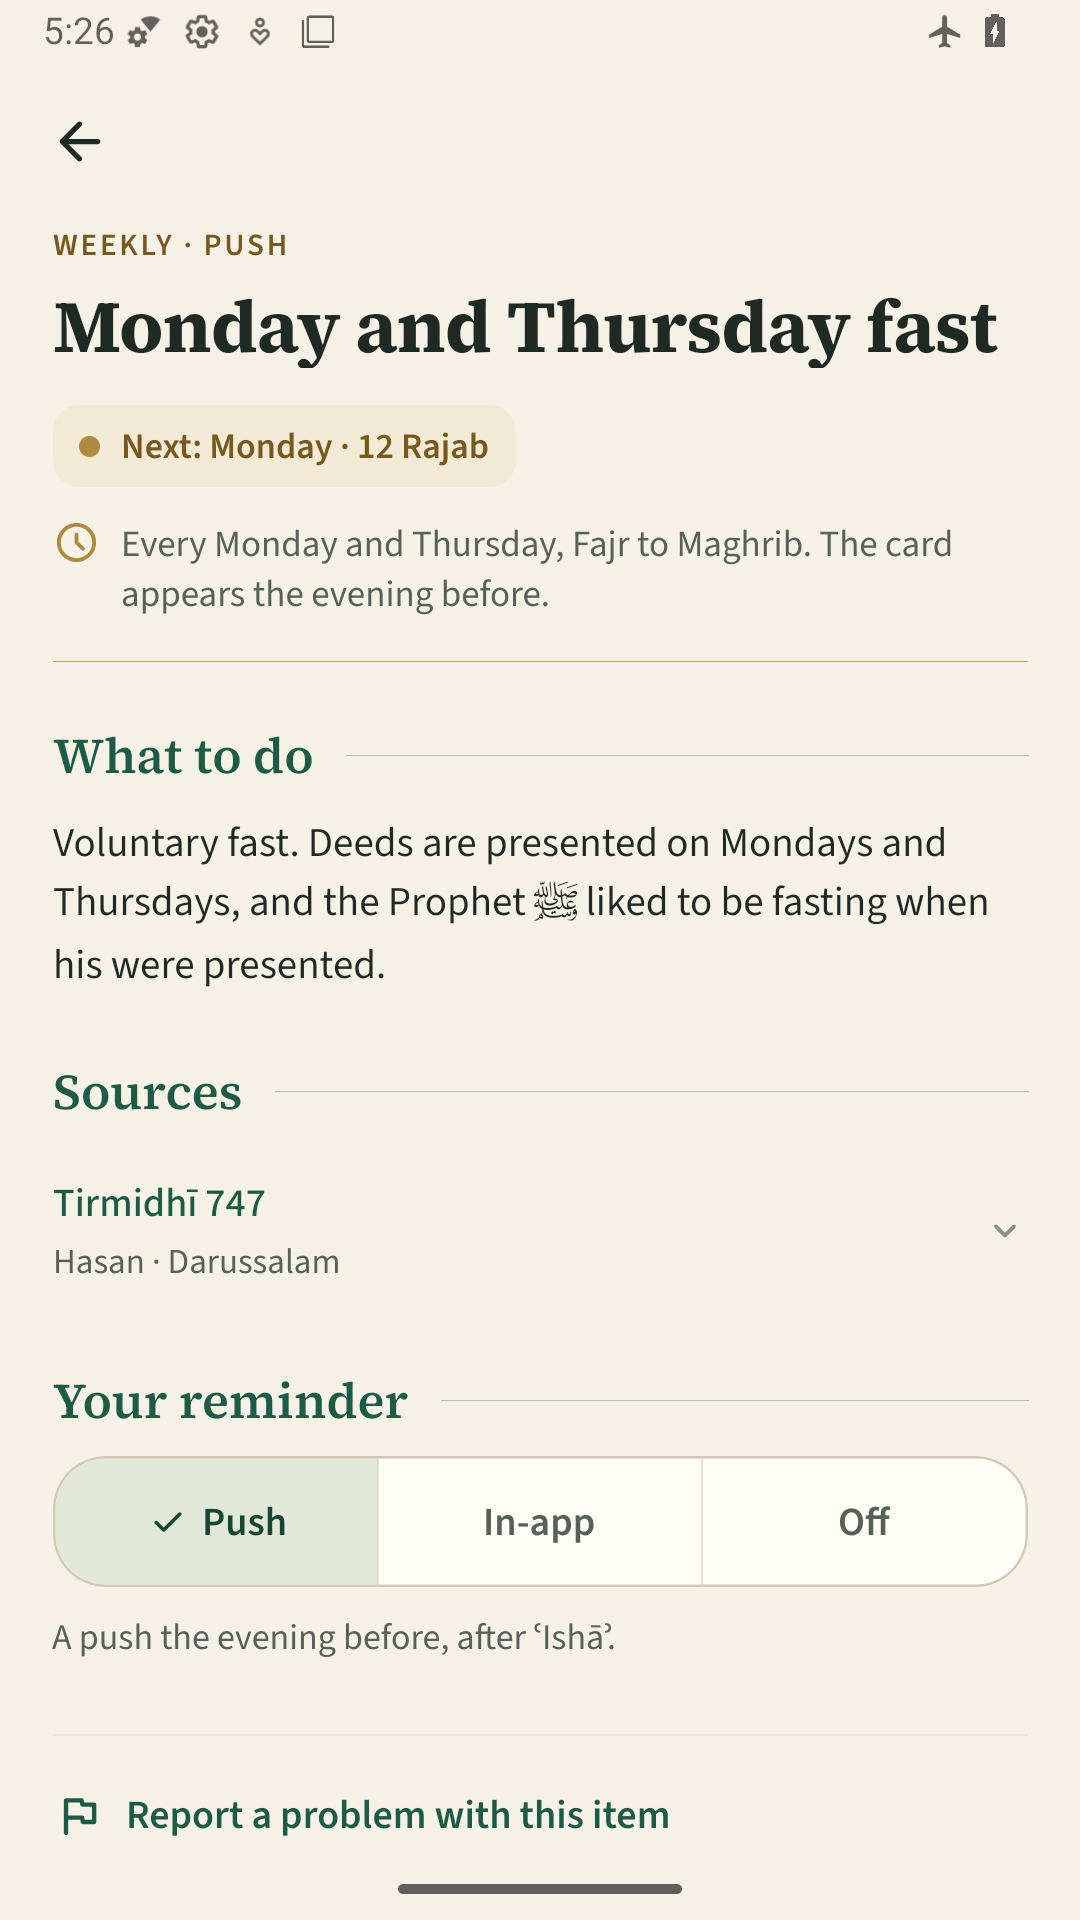 5:26
WEEKLY · PUSH
Monday and Thursday fast
Next: Monday · 12 Rajab
Every Monday and Thursday, Fajr to Maghrib. The card
appears the evening before.
What to do
Voluntary fast. Deeds are presented on Mondays and
Thursdays, and the Prophet ﷺ liked to be fasting when
his were presented.
Sources
Tirmidhī 747
Hasan · Darussalam
Your reminder
Push
In-app
Off
A push the evening before, after ʿIshāʾ.
Report a problem with this item